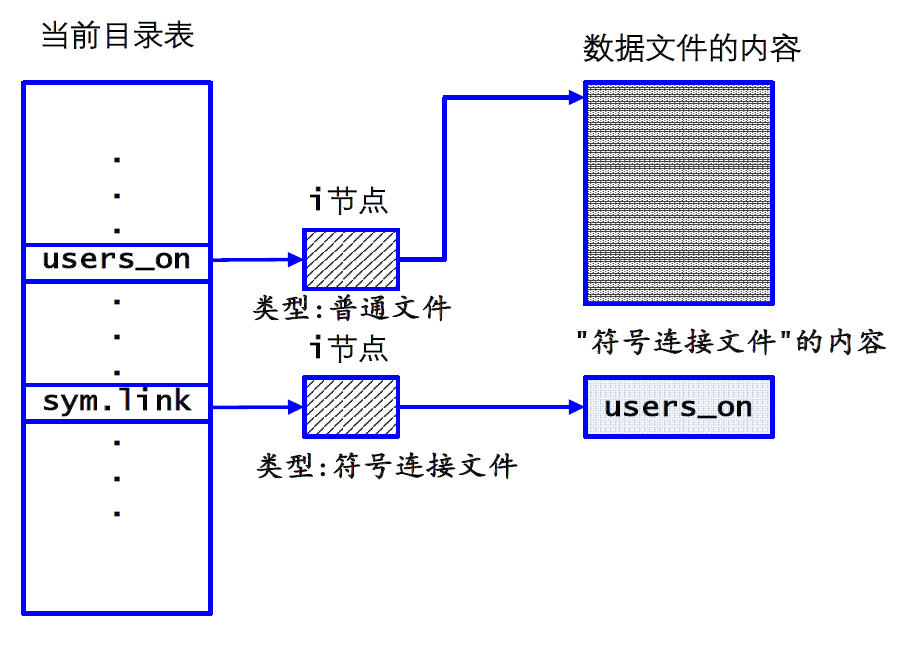 当前目录表
数据文件的内容
i节点
users_on
类型:普通文件
i节点
"符号连接文件"的内容
sym.link
users_on
类型:符号连接文件